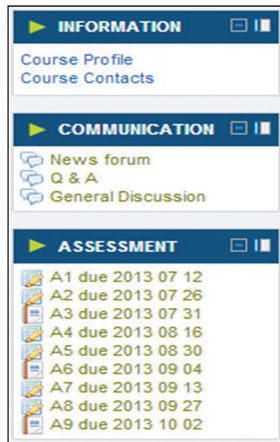 INFORMATION
Course Profile
Course Contacts
COMMUNICATION
News forum
Q & A
General Discussion
ASSESSMENT
A1 due 2013 07 12
A2 due 2013 07 26
A3 due 2013 07 31
A4 due 2013 08 16
A5 due 2013 08 30
A6 due 2013 09 04
A7 due 2013 09 13
A8 due 2013 09 27
A9 due 2013 10 02